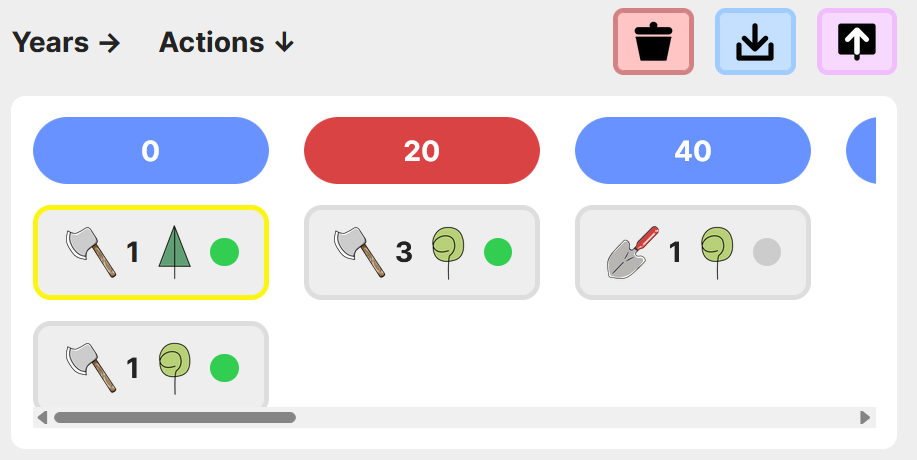 Years → Actions ↓
0 20 40
1 3 1
1